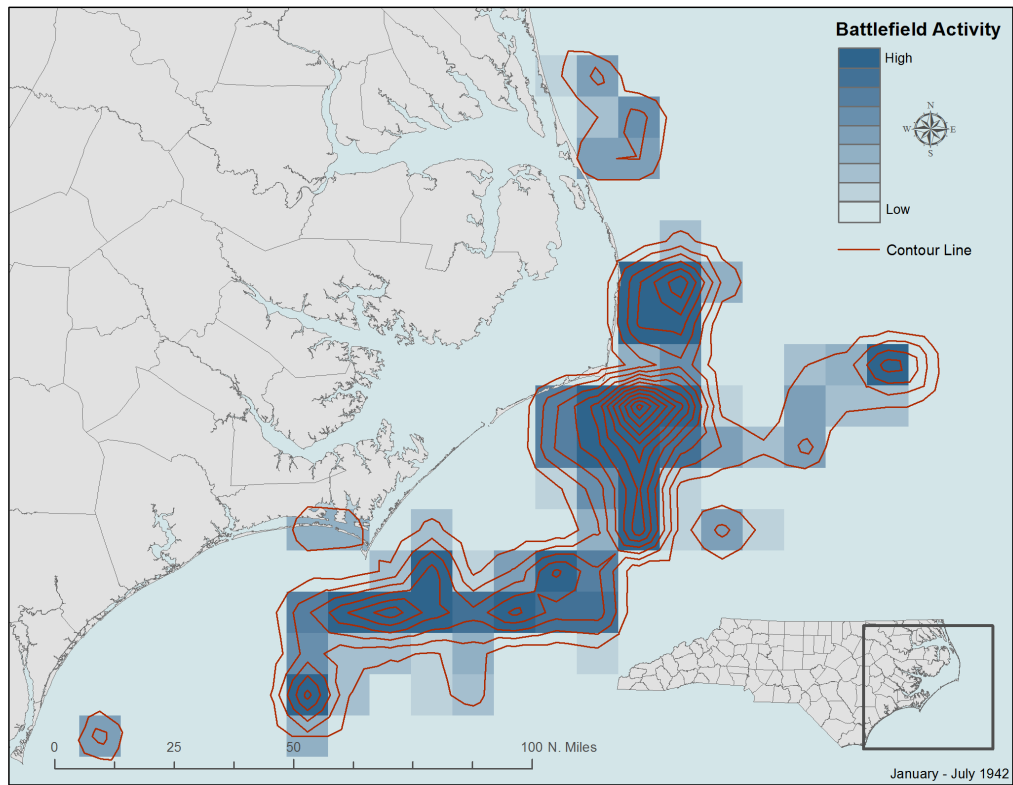 Battlefield Activity
High
N
W E
S
Low
Contour Line
0 25 50 100 N. Miles
January - July 1942